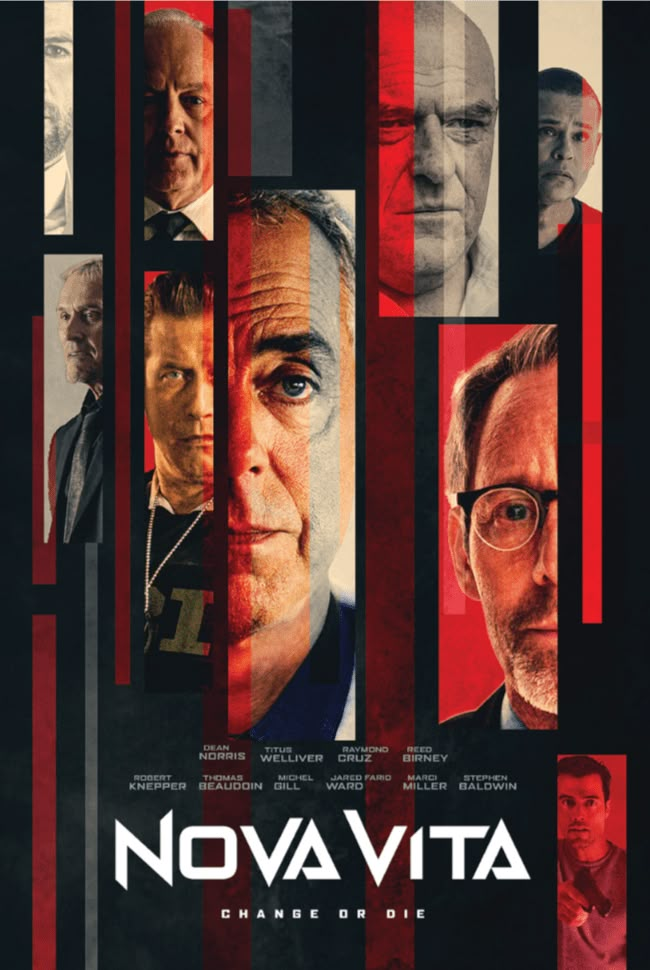 DEAN NORRIS TITUS WELLIVER RAYMOND CRUZ REED BIRNEY
ROBERT KNEPPER THOMAS BEAUDOIN MICHEL GILL JARED FARID WARD MARCI MILLER STEPHEN BALDWIN
NOVA VITA
CHANGE OR DIE